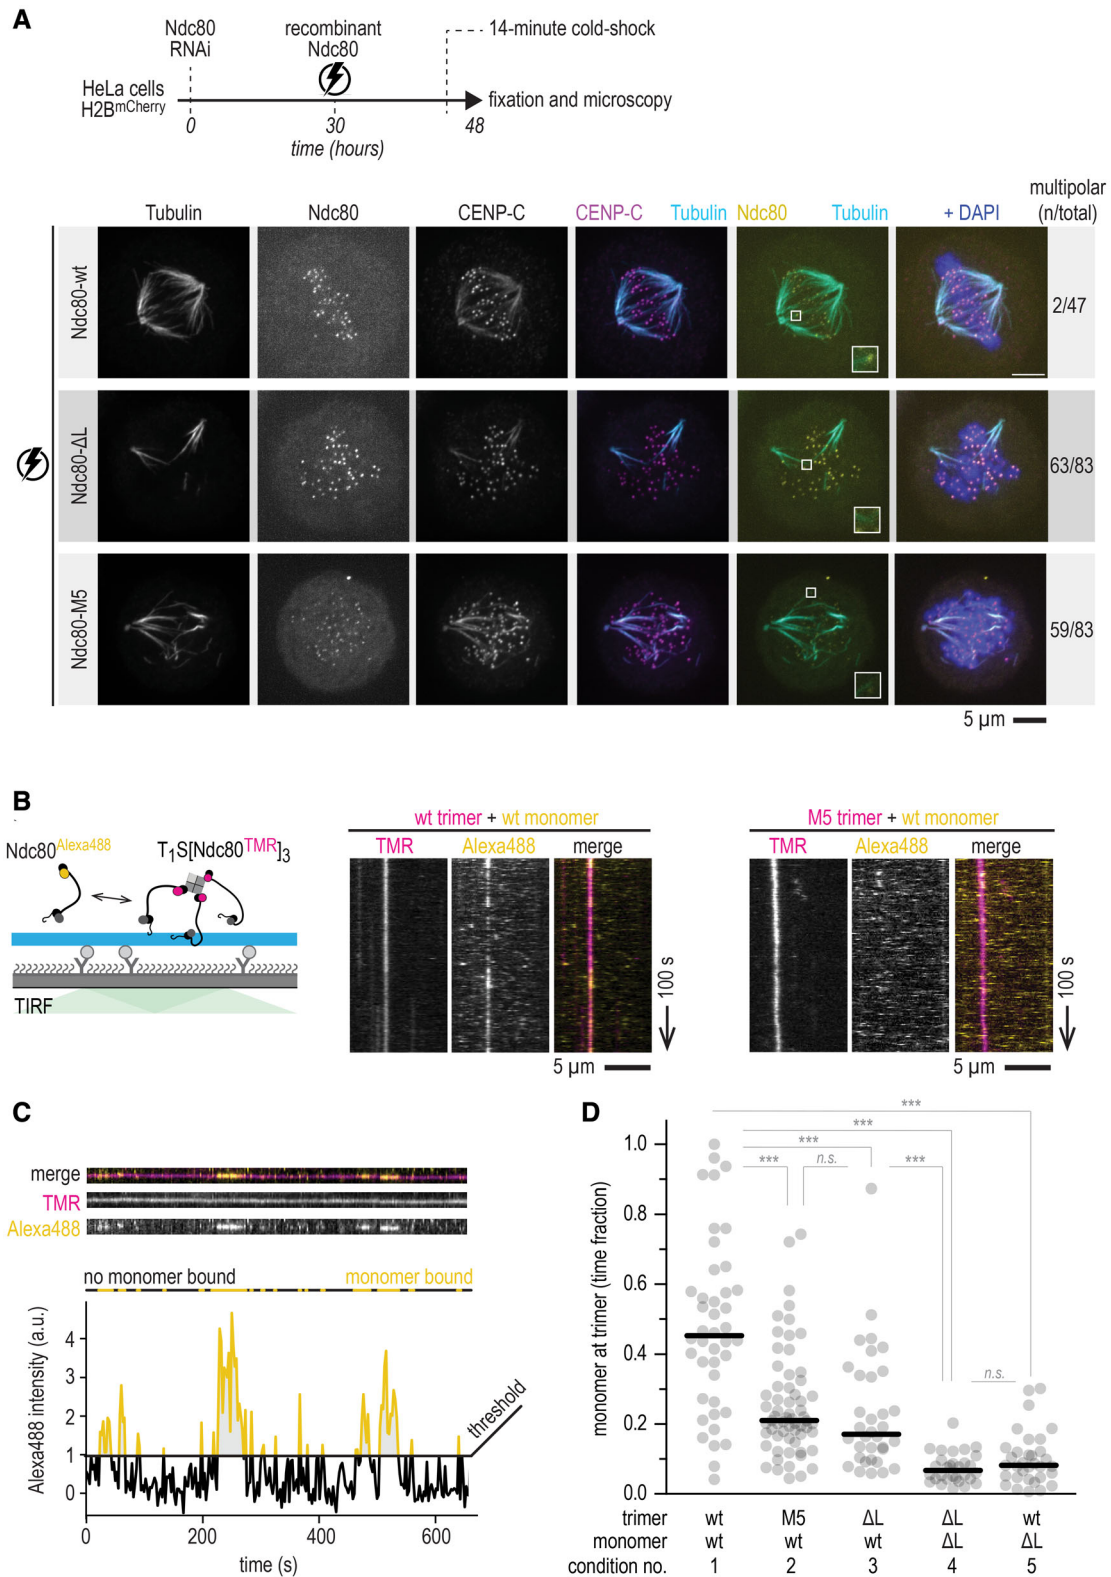 A
Ndc80
RNAi
recombinant
Ndc80
14-minute cold-shock
HeLa cells
H2BmCherry
fixation and microscopy
0
30
48
time (hours)
multipolar
(n/total)
Tubulin
Ndc80
CENP-C
CENP-C Tubulin
Ndc80 Tubulin
+ DAPI
Ndc80-wt
2/47
Ndc80-ΔL
63/83
Ndc80-M5
59/83
5 µm
B
Ndc80Alexa488
T1S[Ndc80TMR]3
TIRF
wt trimer + wt monomer
TMR
Alexa488
merge
100 s
5 µm
M5 trimer + wt monomer
TMR
Alexa488
merge
100 s
5 µm
C
merge
TMR
Alexa488
no monomer bound
monomer bound
Alexa488 intensity (a.u.)
4
3
2
1
0
threshold
0
200
400
600
time (s)
D
***
***
***
***
n.s.
***
n.s.
monomer at trimer (time fraction)
1.0
0.8
0.6
0.4
0.2
0.0
trimer wt M5 ΔL ΔL wt
monomer wt wt wt ΔL ΔL
condition no. 1 2 3 4 5